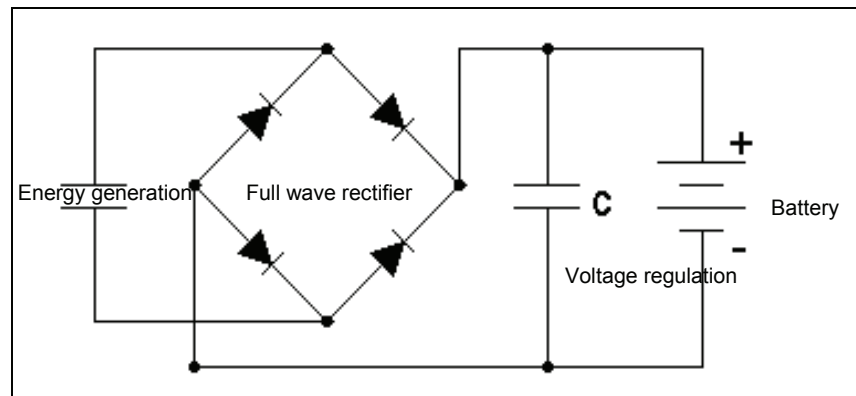 +
Energy generation
Full wave rectifier
C
Battery
-
Voltage regulation